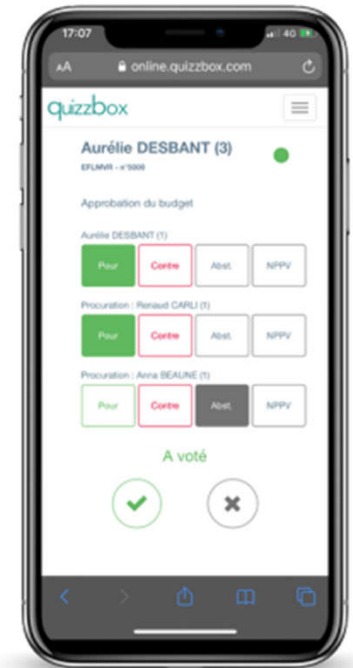 17:07
4G
AA
online.quizzbox.com
quizzbox
Aurélie DESBANT (3)
Approbation du budget
Aurélie DESBANT (1)
Pour Contre Abst. NPPV
Procuration : Renaud CARLI (1)
Pour Contre Abst. NPPV
Procuration : Anna BEAUNE (1)
Pour Contre Abst. NPPV
A voté